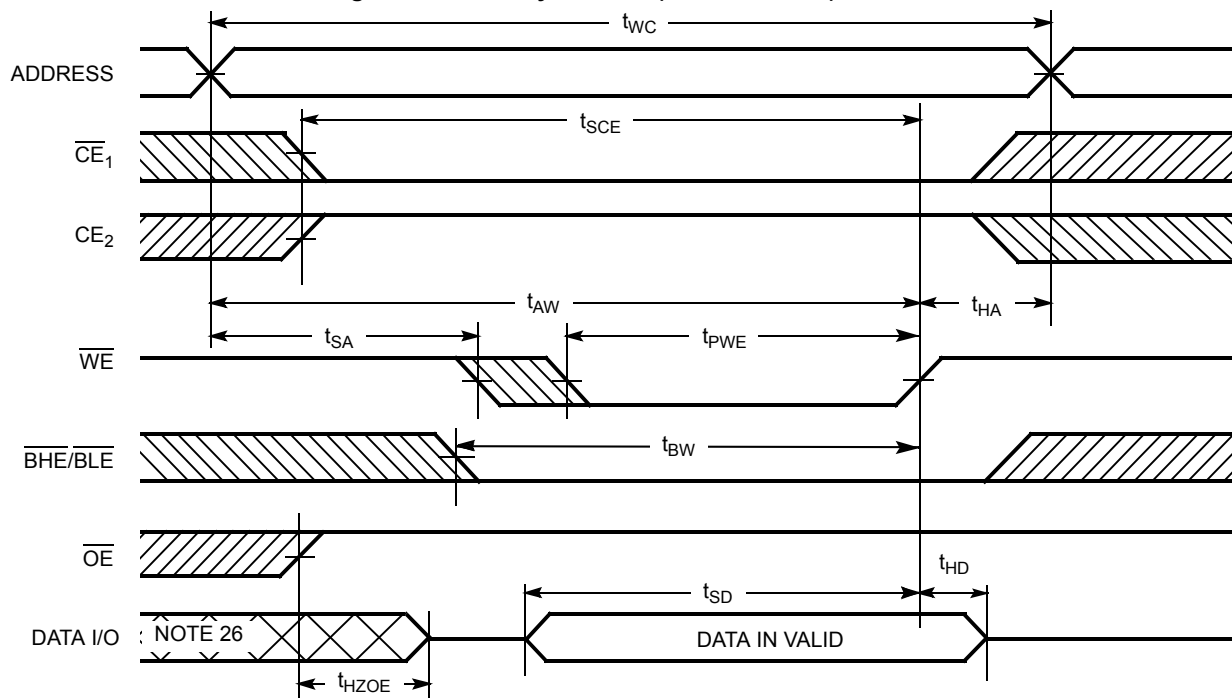 tWC
ADDRESS
tSCE
CE1
CE2
tAW
tHA
tSA
tPWE
WE
tBW
BHE/BLE
OE
tHD
tSD
DATA I/O
NOTE 26
DATA IN VALID
tHZOE